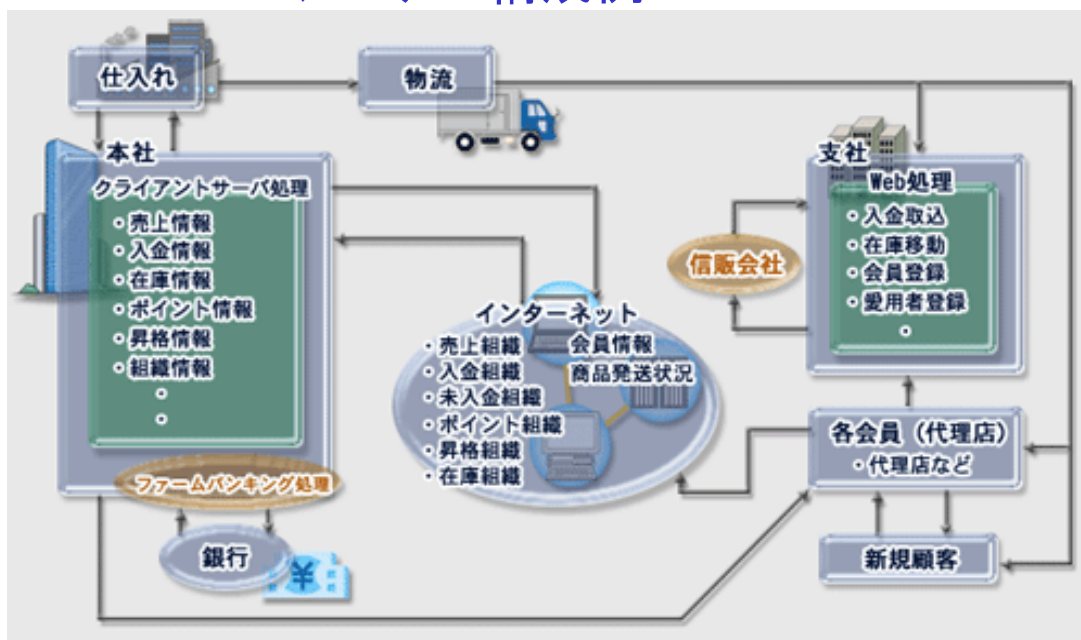 構成例
仕入れ
物流
本社
クライアントサーバ処理
・売上情報
・入金情報
・在庫情報
・ポイント情報
・昇格情報
・組織情報
・
・
ファームバンキング処理
銀行
¥
インターネット
・売上組織
・入金組織
・未入金組織
・ポイント組織
・昇格組織
・在庫組織
会員情報
商品発送状況
信販会社
支社
Web処理
・入金取込
・在庫移動
・会員登録
・愛用者登録
・
各会員（代理店）
・代理店など
新規顧客